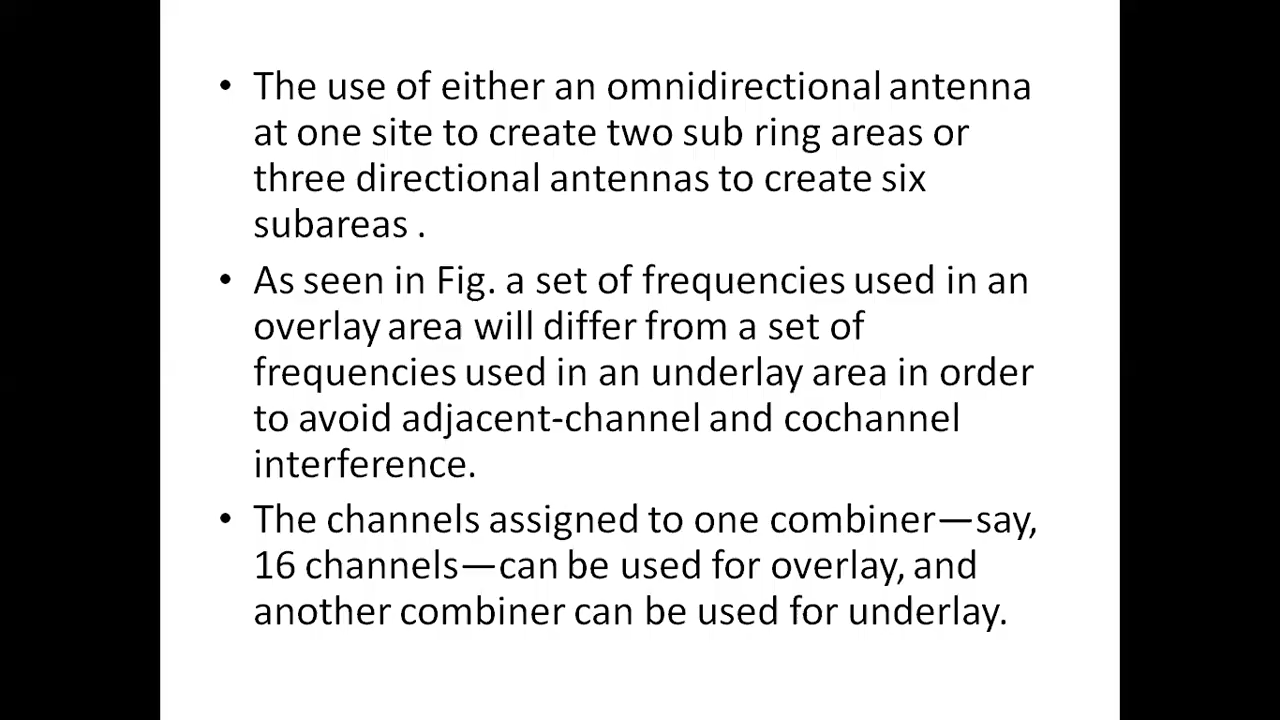 • The use of either an omnidirectional antenna
at one site to create two sub ring areas or
three directional antennas to create six
subareas .
• As seen in Fig. a set of frequencies used in an
overlay area will differ from a set of
frequencies used in an underlay area in order
to avoid adjacent-channel and cochannel
interference.
• The channels assigned to one combiner—say,
16 channels—can be used for overlay, and
another combiner can be used for underlay.